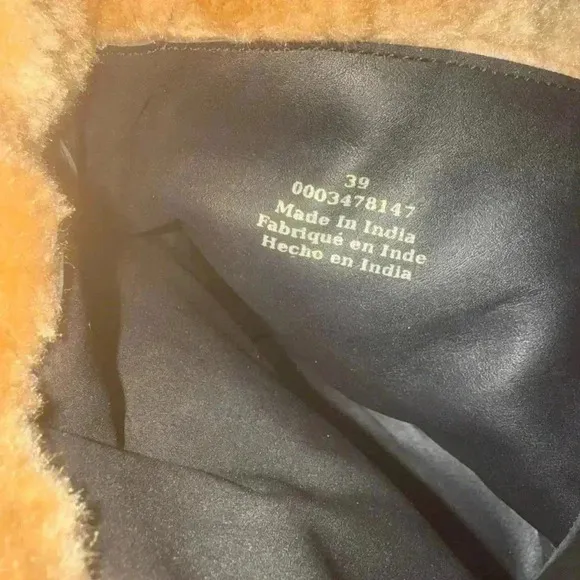 39
0003478147
Made In India
Fabriqué en Inde
Hecho en India